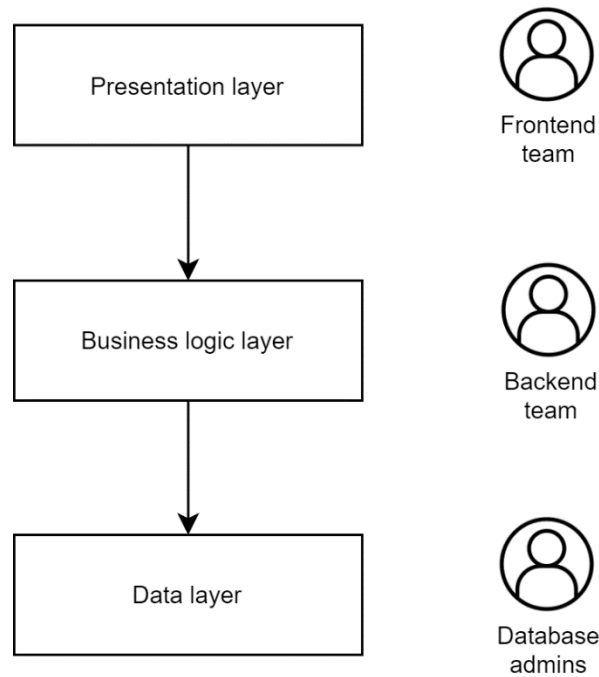 Presentation layer
Frontend
team
Business logic layer
Backend
team
Data layer
Database
admins